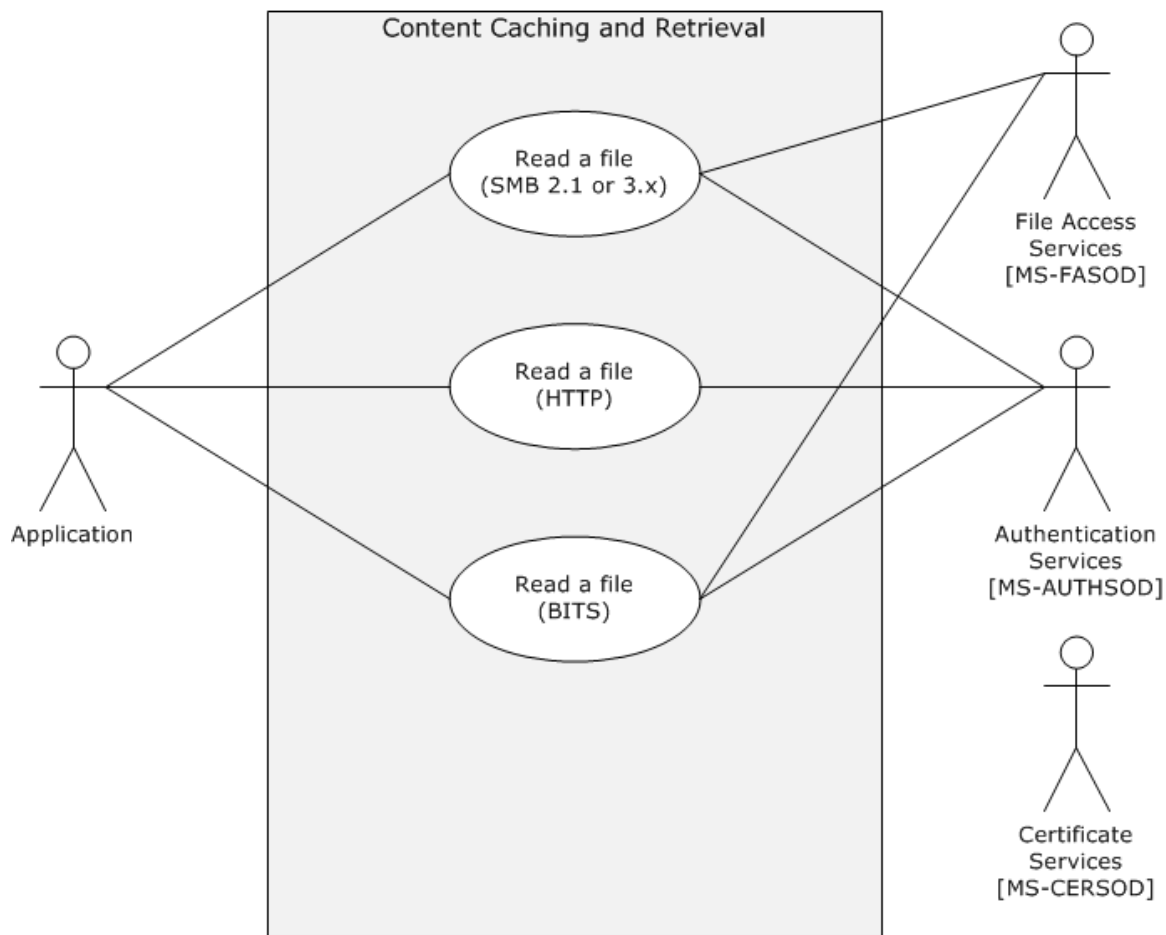 Content Caching and Retrieval
Read a file
(SMB 2.1 or 3.x)
File Access
Services
[MS-FASOD]
Read a file
(HTTP)
Application
Authentication
Services
[MS-AUTHSOD]
Read a file
(BITS)
Certificate
Services
[MS-CERSOD]